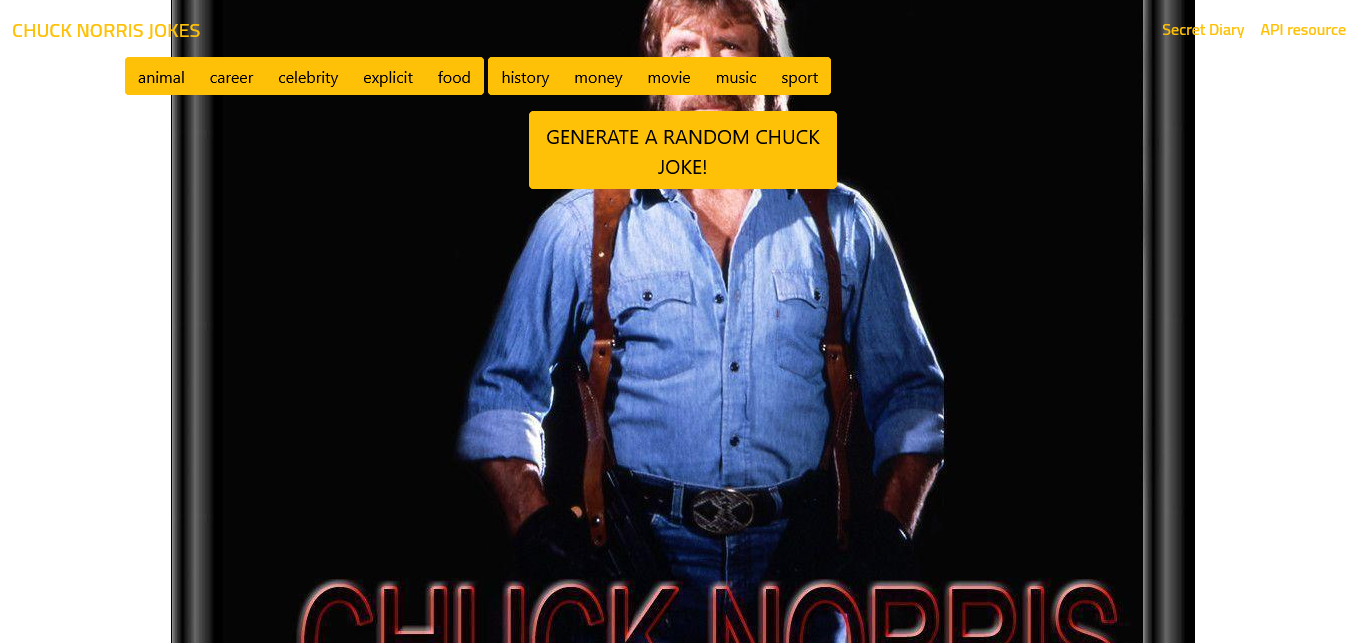 CHUCK NORRIS JOKES Secret Diary API resource
animal career celebrity explicit food history money movie music sport
GENERATE A RANDOM CHUCK
JOKE!
CHUCK NORRIS